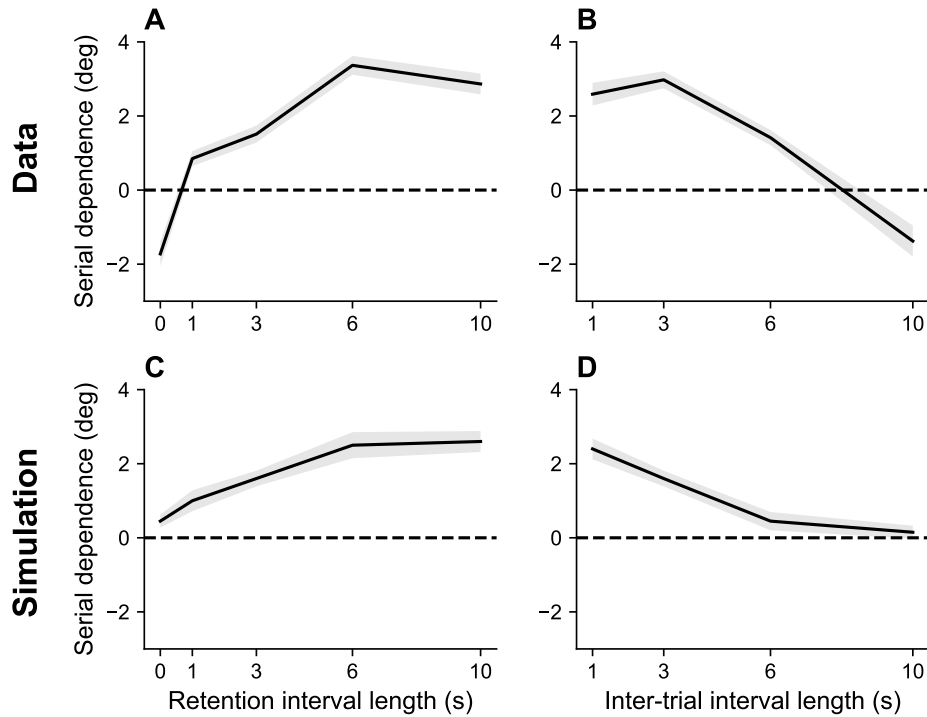 A
B
Data
Serial dependence (deg)
4
2
0
−2
0 1 3 6 10
4
2
0
−2
1 3 6 10
C
D
Simulation
Serial dependence (deg)
4
2
0
−2
0 1 3 6 10
Retention interval length (s)
4
2
0
−2
1 3 6 10
Inter-trial interval length (s)